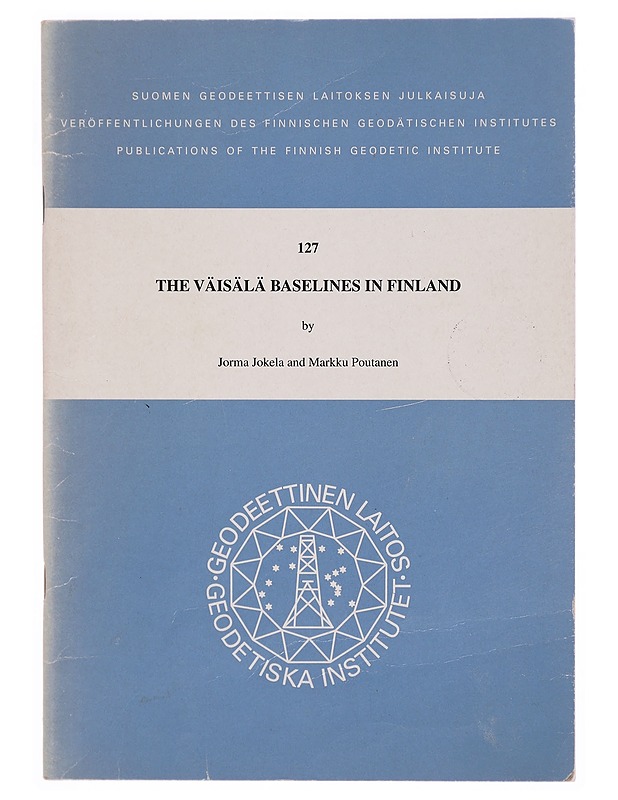 SUOMEN GEODEETTISEN LAITOKSEN JULKAISUJA
VERÖFFENTLICHUNGEN DES FINNISCHEN GEODÄTISCHEN INSTITUTES
PUBLICATIONS OF THE FINNISH GEODETIC INSTITUTE
127
THE VÄISÄLÄ BASELINES IN FINLAND
by
Jorma Jokela and Markku Poutanen
GEODEETTINEN LAITOS
GEODETISKA INSTITUTET